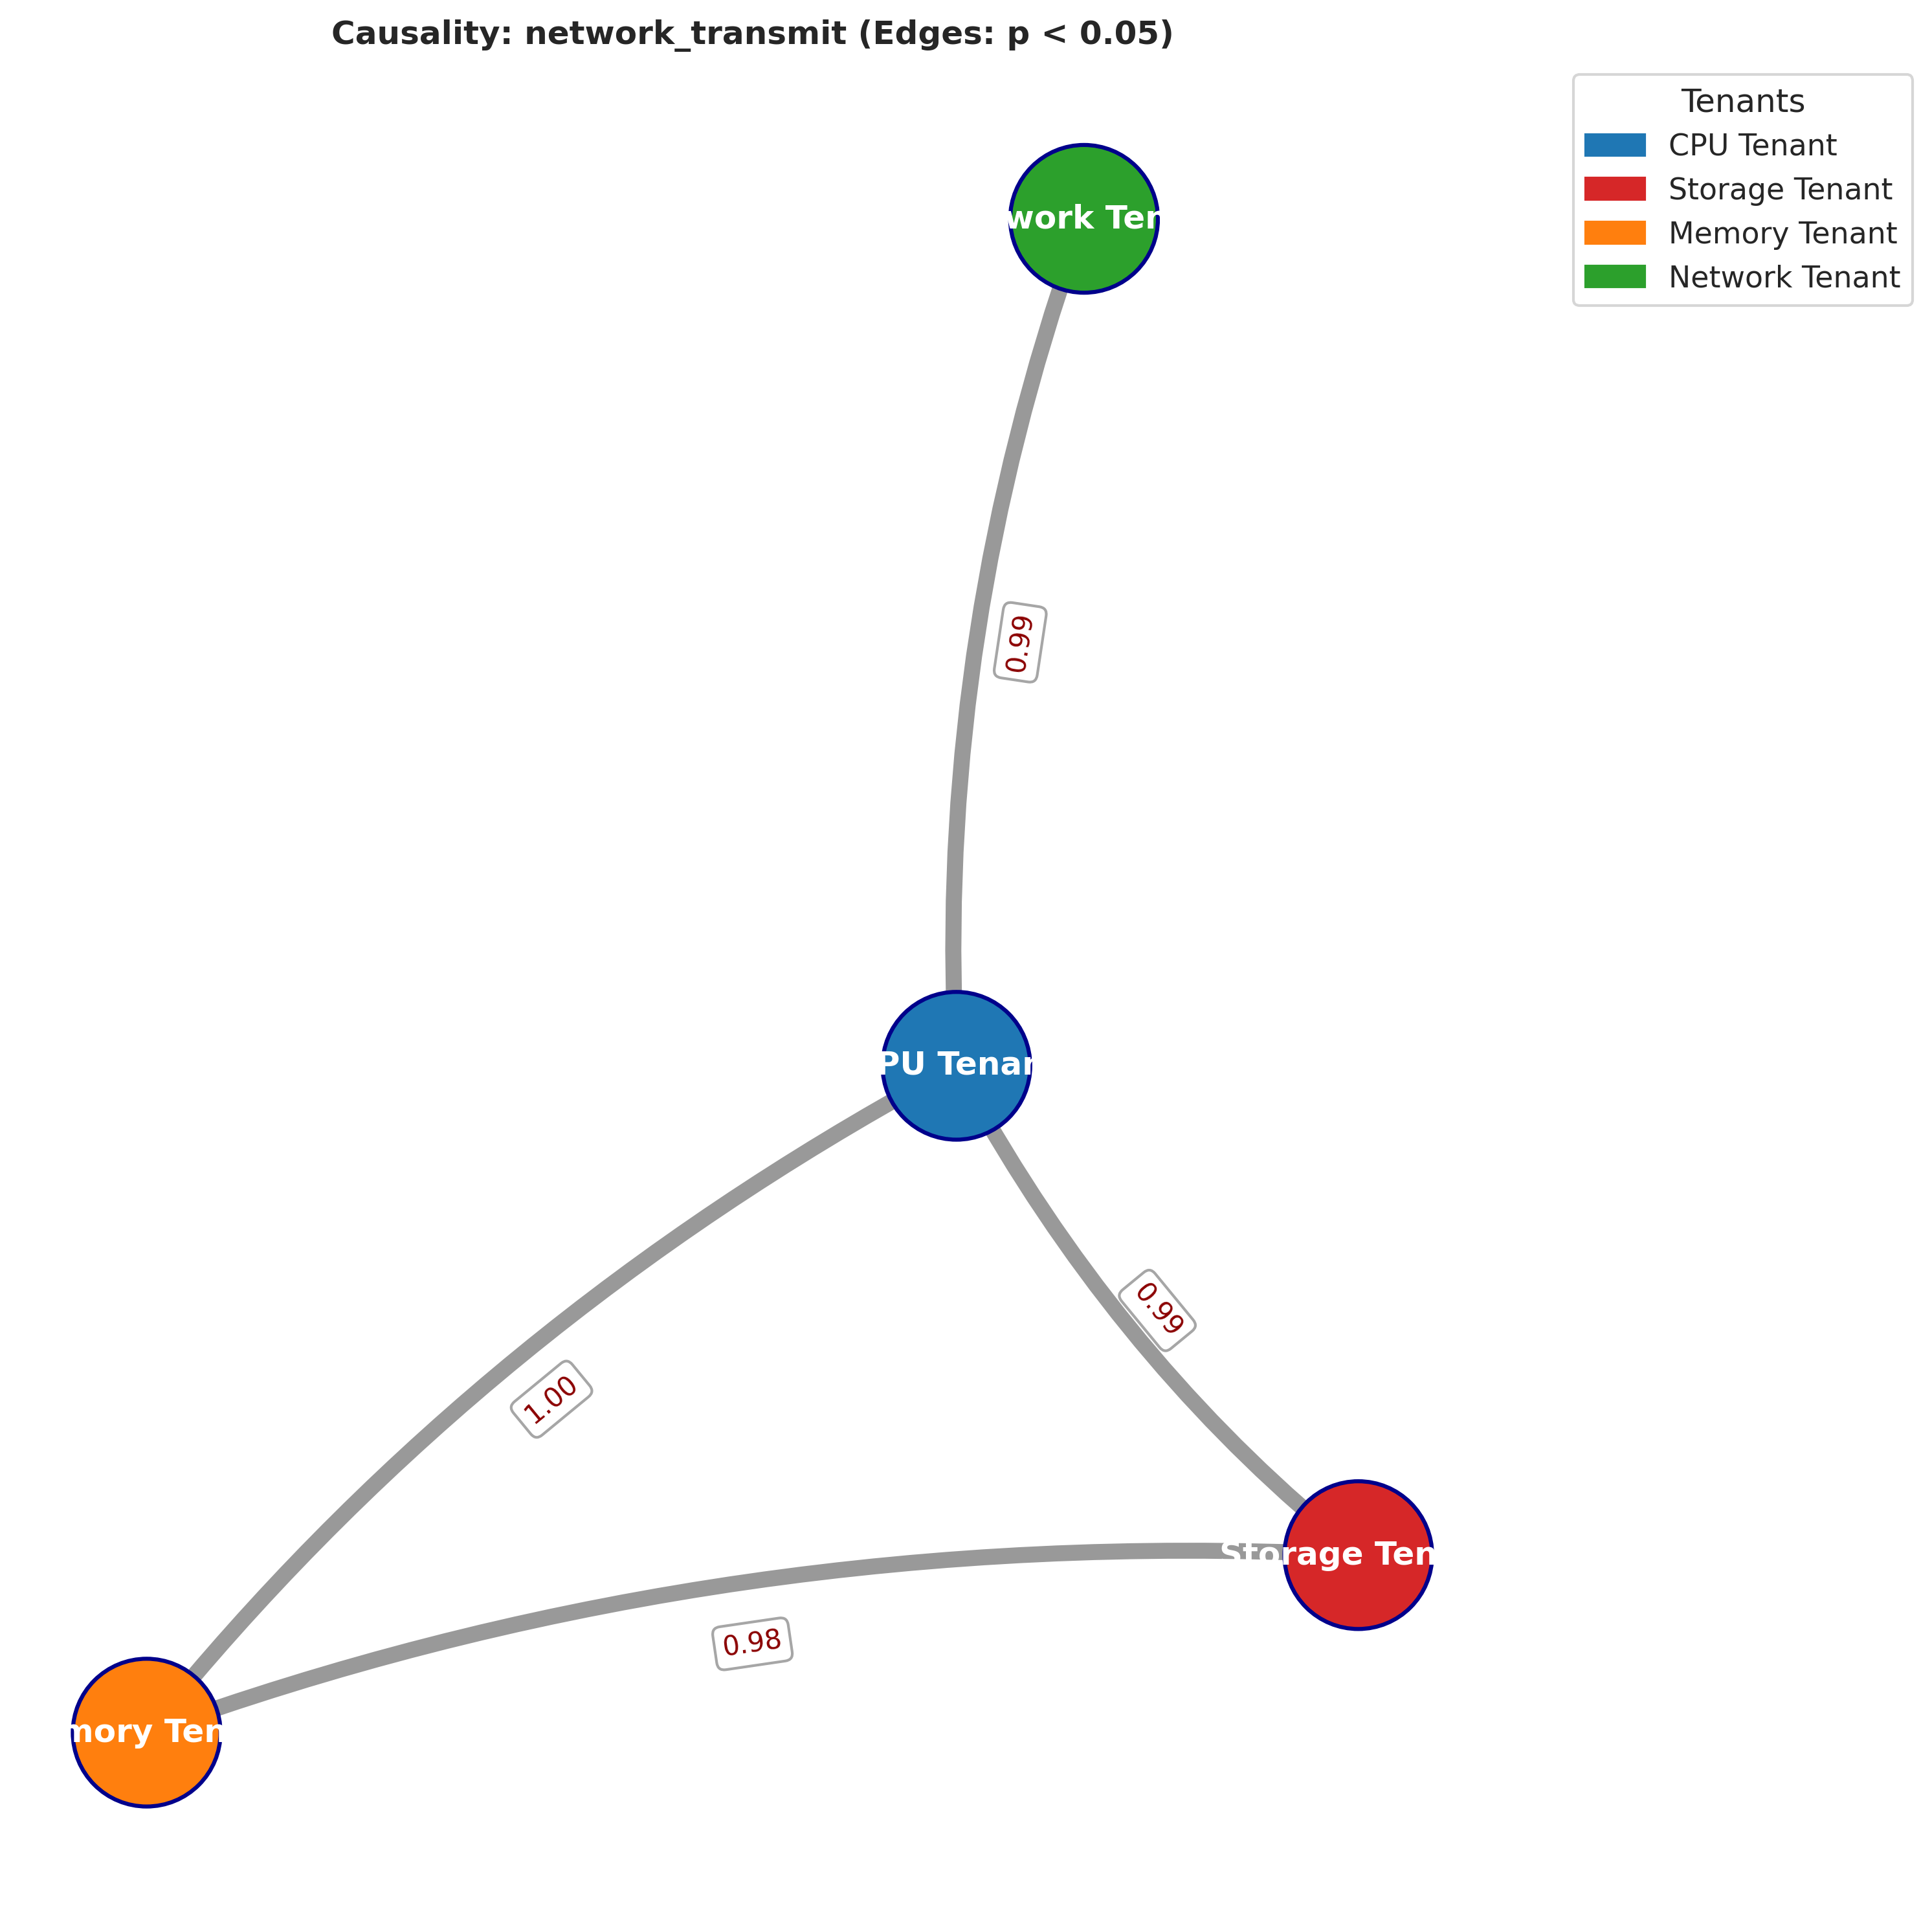 Causality: network_transmit (Edges: p < 0.05)
Tenants
CPU Tenant
Storage Tenant
Memory Tenant
Network Tenant
work Ten
0.99
PU Tenan
0.99
1.00
Storage Ten
0.98
mory Ten